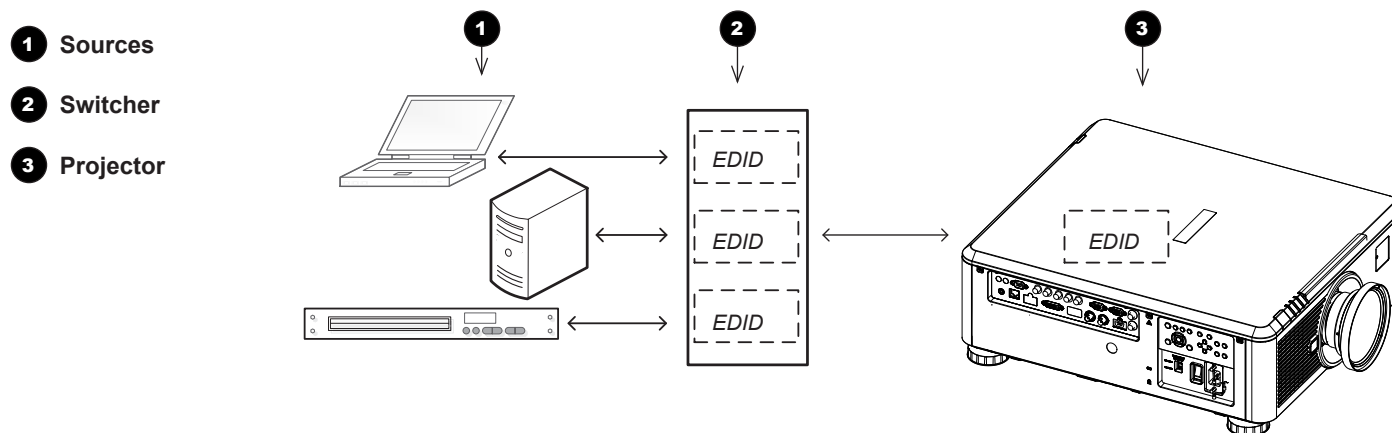 1 2 3
1 Sources
2 Switcher
3 Projector
EDID
EDID
EDID
EDID